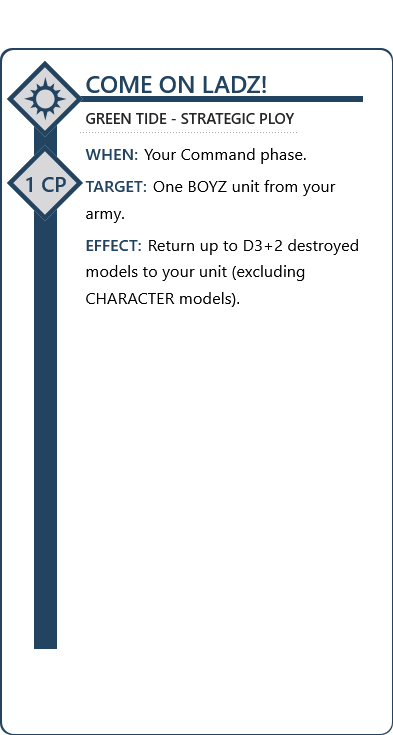 COME ON LADZ!
GREEN TIDE - STRATEGIC PLOY
WHEN: Your Command phase.
1 CP
TARGET: One BOYZ unit from your
army.
EFFECT: Return up to D3+2 destroyed
models to your unit (excluding
CHARACTER models).